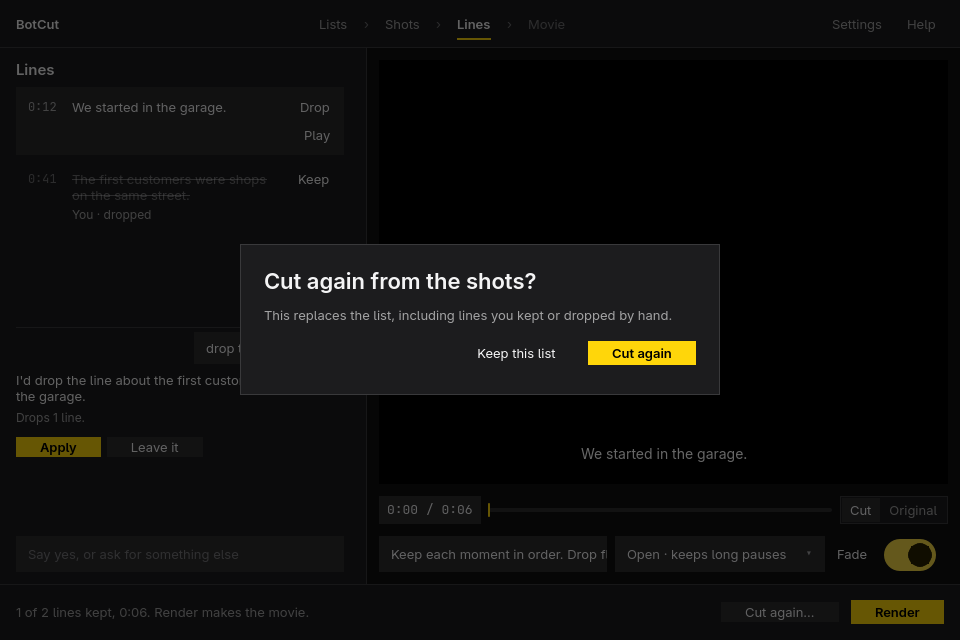 BotCut
Lists › Shots › Lines › Movie
Settings Help
Lines
0:12 We started in the garage. Drop
Play
0:41 The first customers were shops Keep
on the same street.
You · dropped
Cut again from the shots?
This replaces the list, including lines you kept or dropped by hand.
Keep this list Cut again
drop
I'd drop the line about the first
the garage.
Drops 1 line.
Apply Leave it
We started in the garage.
0:00 / 0:06 Cut Original
Say yes, or ask for something else
Keep each moment in order. Drop
Open · keeps long pauses Fade
1 of 2 lines kept, 0:06. Render makes the movie.
Cut again... Render